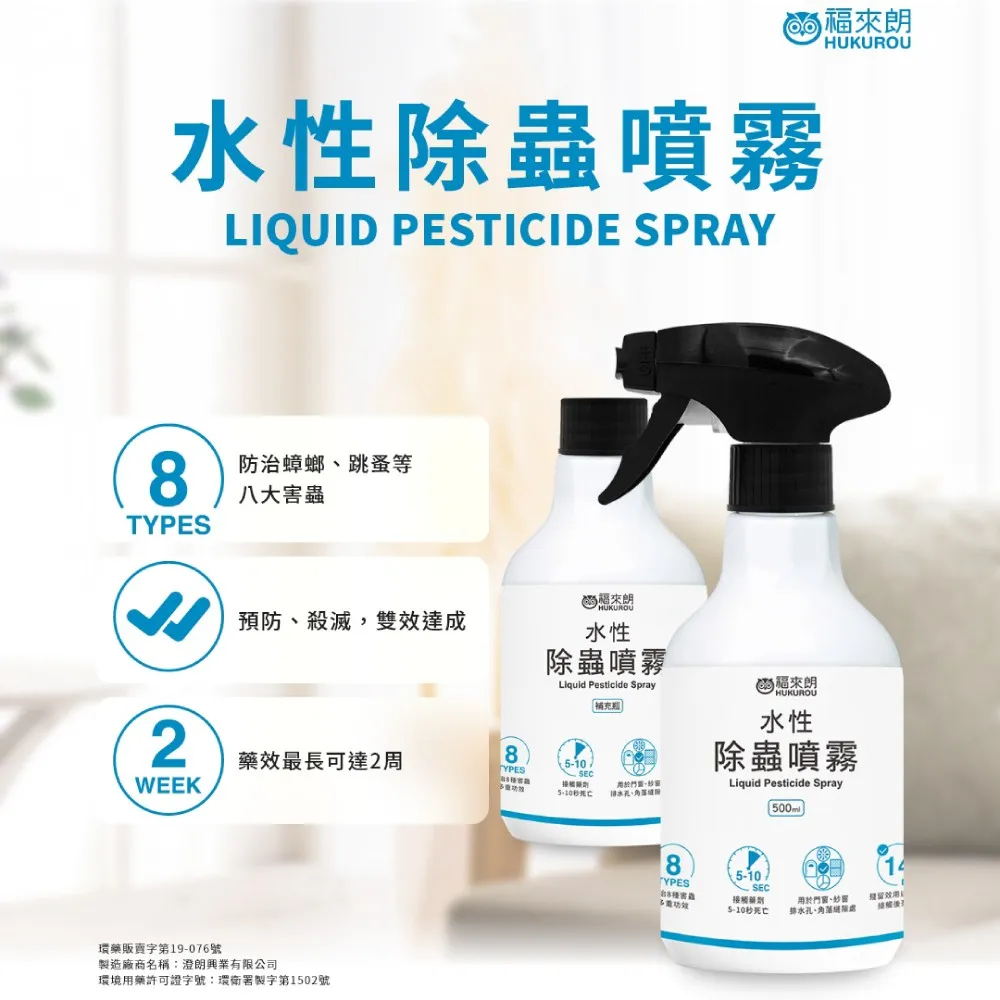 福來朗
HUKUROU
水性除蟲噴霧
LIQUID PESTICIDE SPRAY
8
TYPES
防治蟑螂、跳蚤等
八大害蟲
預防、殺滅，雙效達成
2
WEEK
藥效最長可達2周
福來朗
HUKUROU
水性
除蟲噴霧
Liquid Pesticide Spray
補充瓶
8
TYPES
5-10
SEC
接觸藥劑
5-10秒死亡
用於門窗、紗窗
排水孔、角落縫隙
福來朗
HUKUROU
水性
除蟲噴霧
Liquid Pesticide Spray
500ml
8
TYPES
5-10
SEC
接觸藥劑
5-10秒死亡
用於門窗、紗窗
排水孔、角落縫隙處
14
環藥販賣字第19-076號
製造廠商名稱：澄朗興業有限公司
環境用藥許可證字號：環衛署製字第1502號